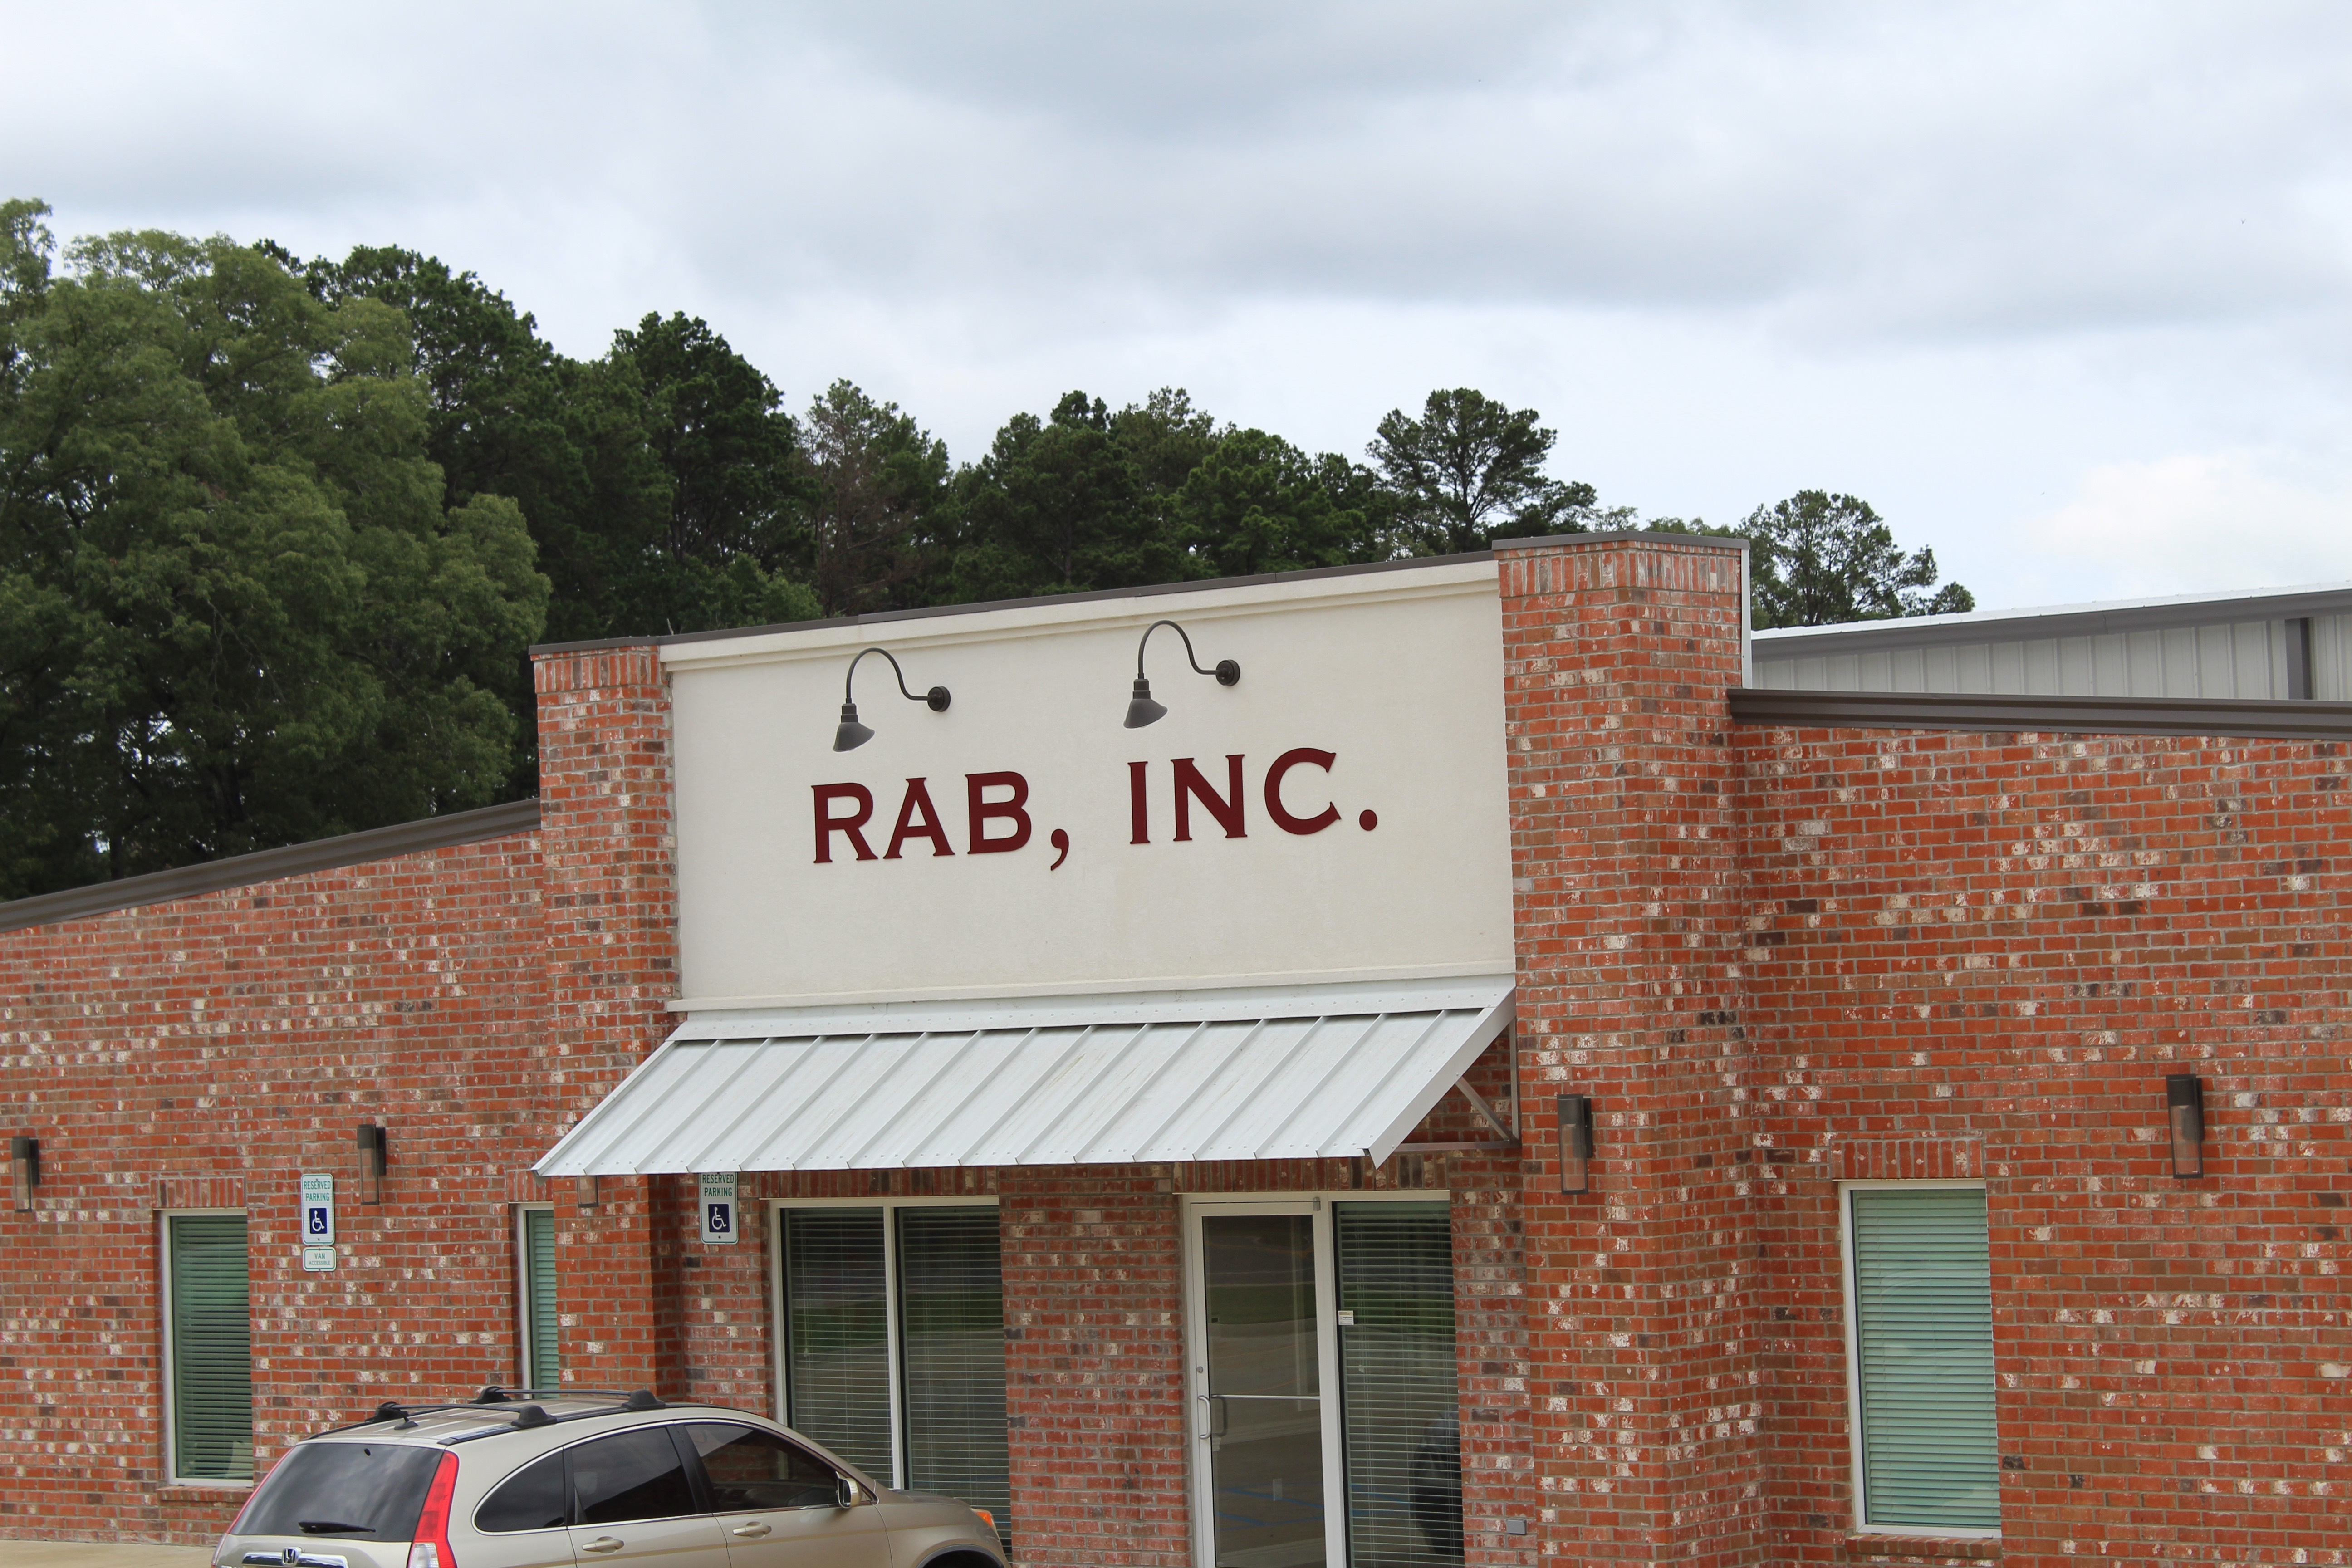 RAB, INC.
RESERVED
PARKING
VAN
ACCESSIBLE
RESERVED
PARKING